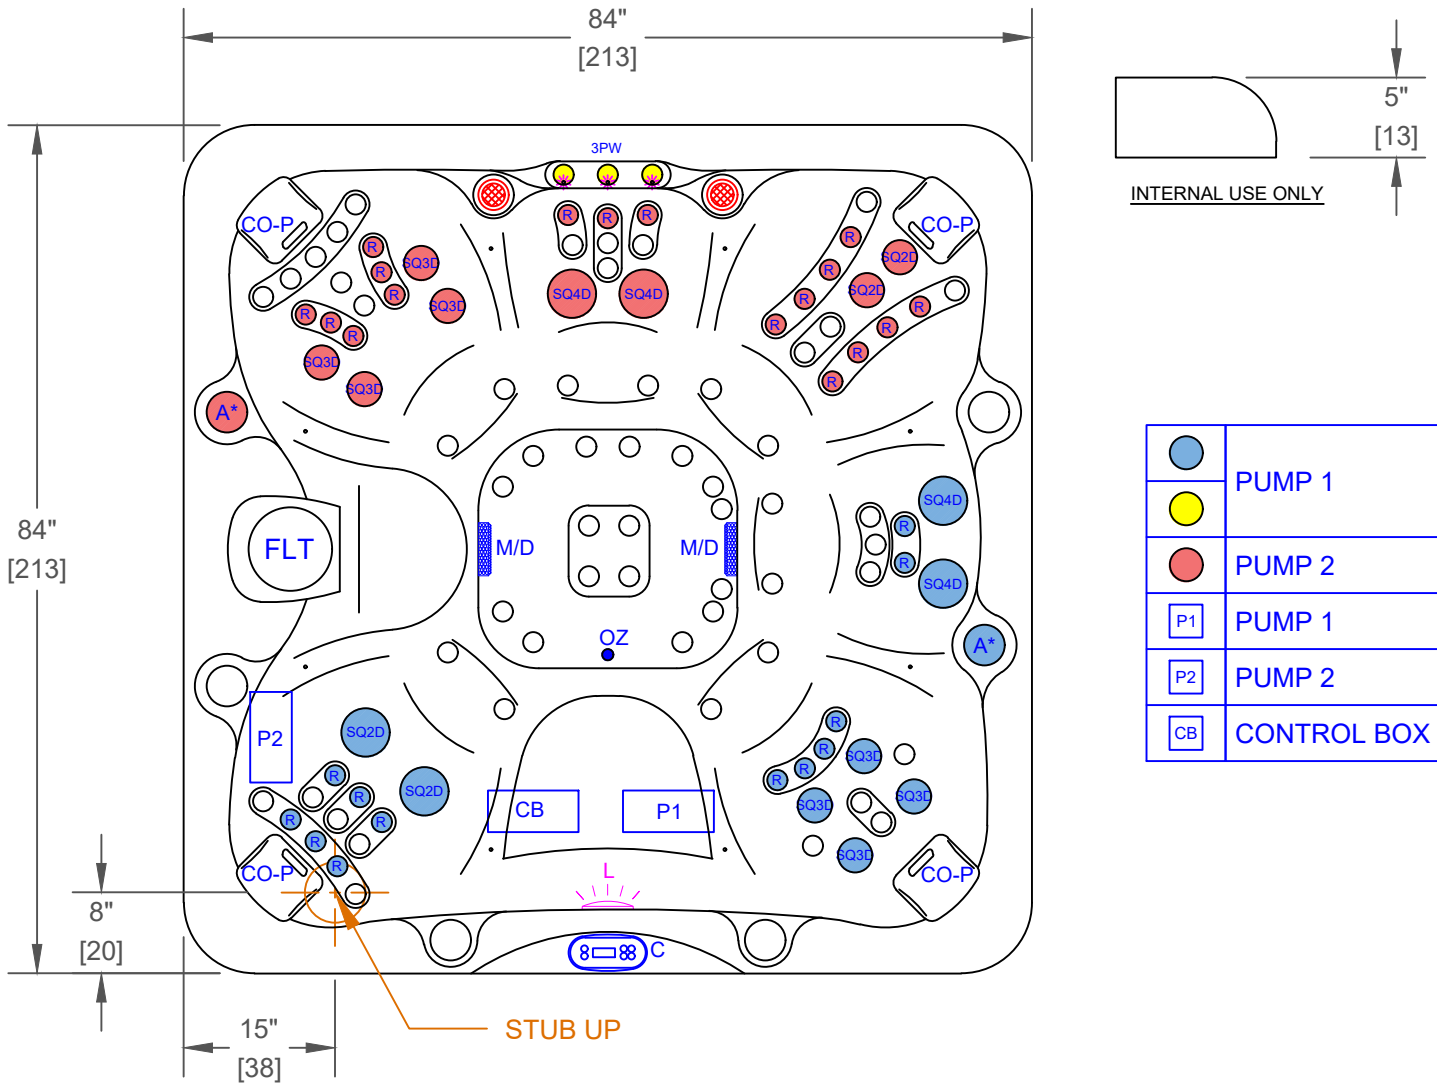 84"
[213]
5"
[13]
INTERNAL USE ONLY
3PW
CO-P
CO-P
R
R
R
R
R
R
R
R
R
SQ3D
SQ3D
SQ3D
SQ3D
SQ4D
SQ4D
R
R
R
R
R
R
R
R
SQ2D
SQ2D
A*
84"
[213]
FLT
M/D
M/D
SQ4D
R
R
SQ4D
OZ
A*
PUMP 1
PUMP 2
P1
PUMP 1
P2
PUMP 2
CB
CONTROL BOX
P2
SQ2D
SQ2D
R
R
R
R
R
R
CB
P1
R
R
R
R
SQ3D
SQ3D
SQ3D
SQ3D
CO-P
CO-P
L
C
8"
[20]
15"
[38]
STUB UP